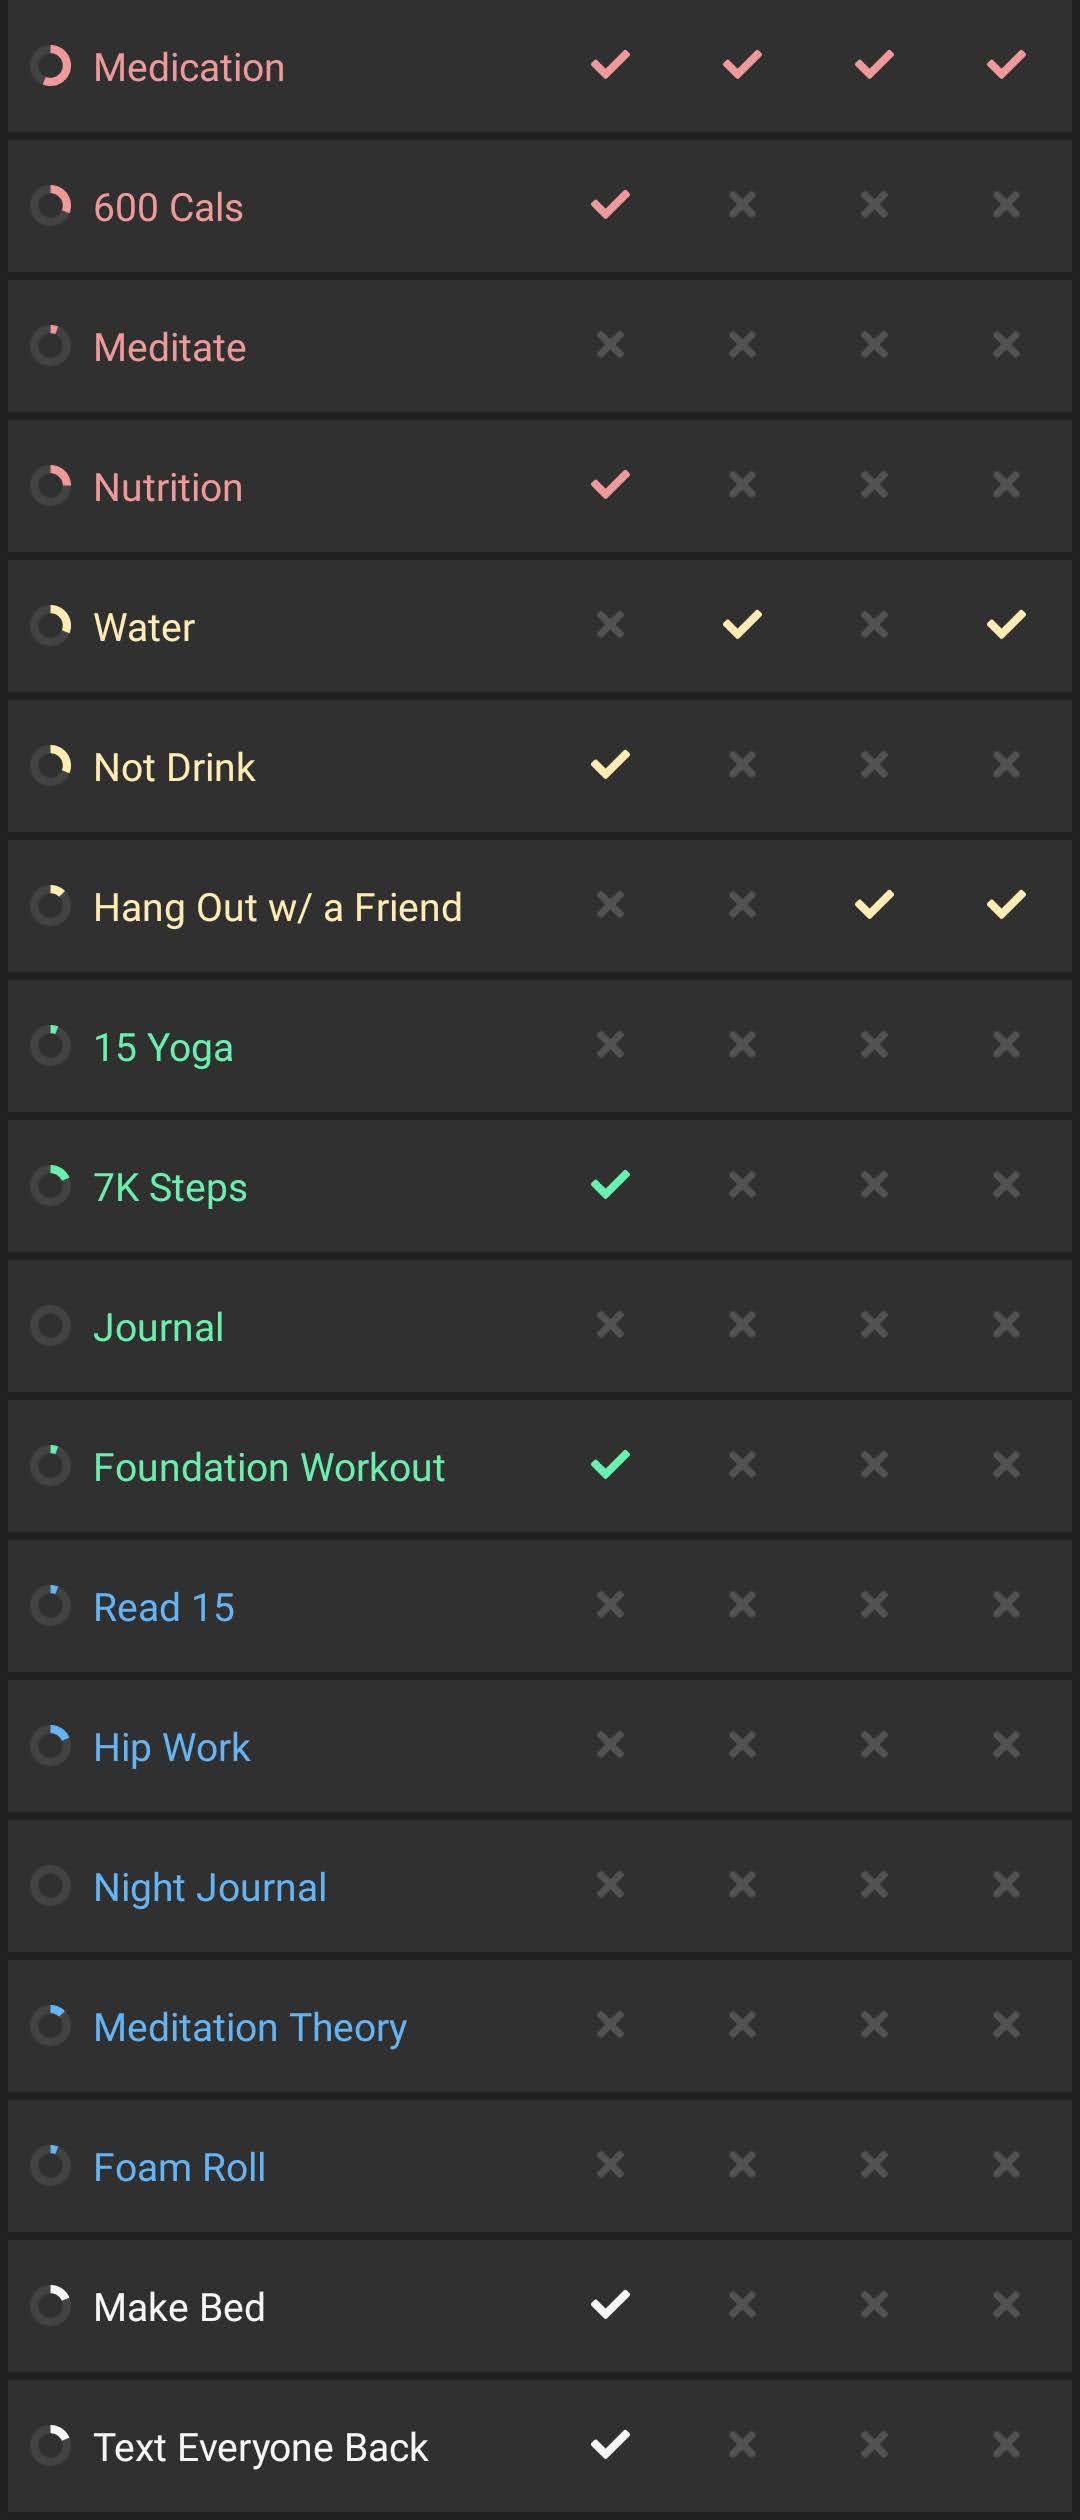 Medication
600 Cals
Meditate
Nutrition
Water
Not Drink
Hang Out w/ a Friend
15 Yoga
7K Steps
Journal
Foundation Workout
Read 15
Hip Work
Night Journal
Meditation Theory
Foam Roll
Make Bed
Text Everyone Back